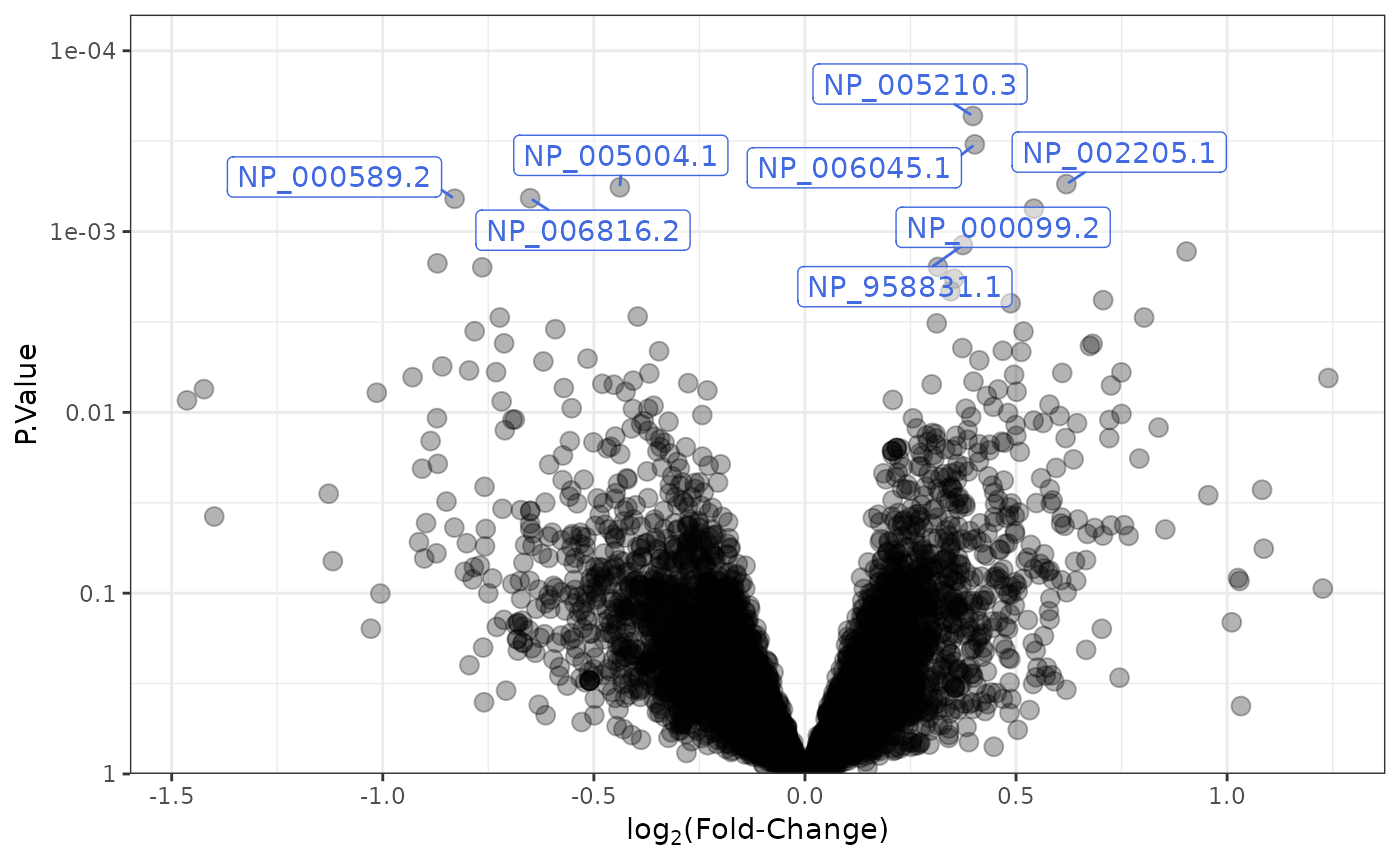 1e-04
NP_005210.3
NP_005004.1
NP_002205.1
NP_006045.1
NP_000589.2
NP_006816.2
NP_000099.2
1e-03
NP_958831.1
P.Value
0.01
0.1
1
-1.5 -1.0 -0.5 0.0 0.5 1.0
log2(Fold-Change)